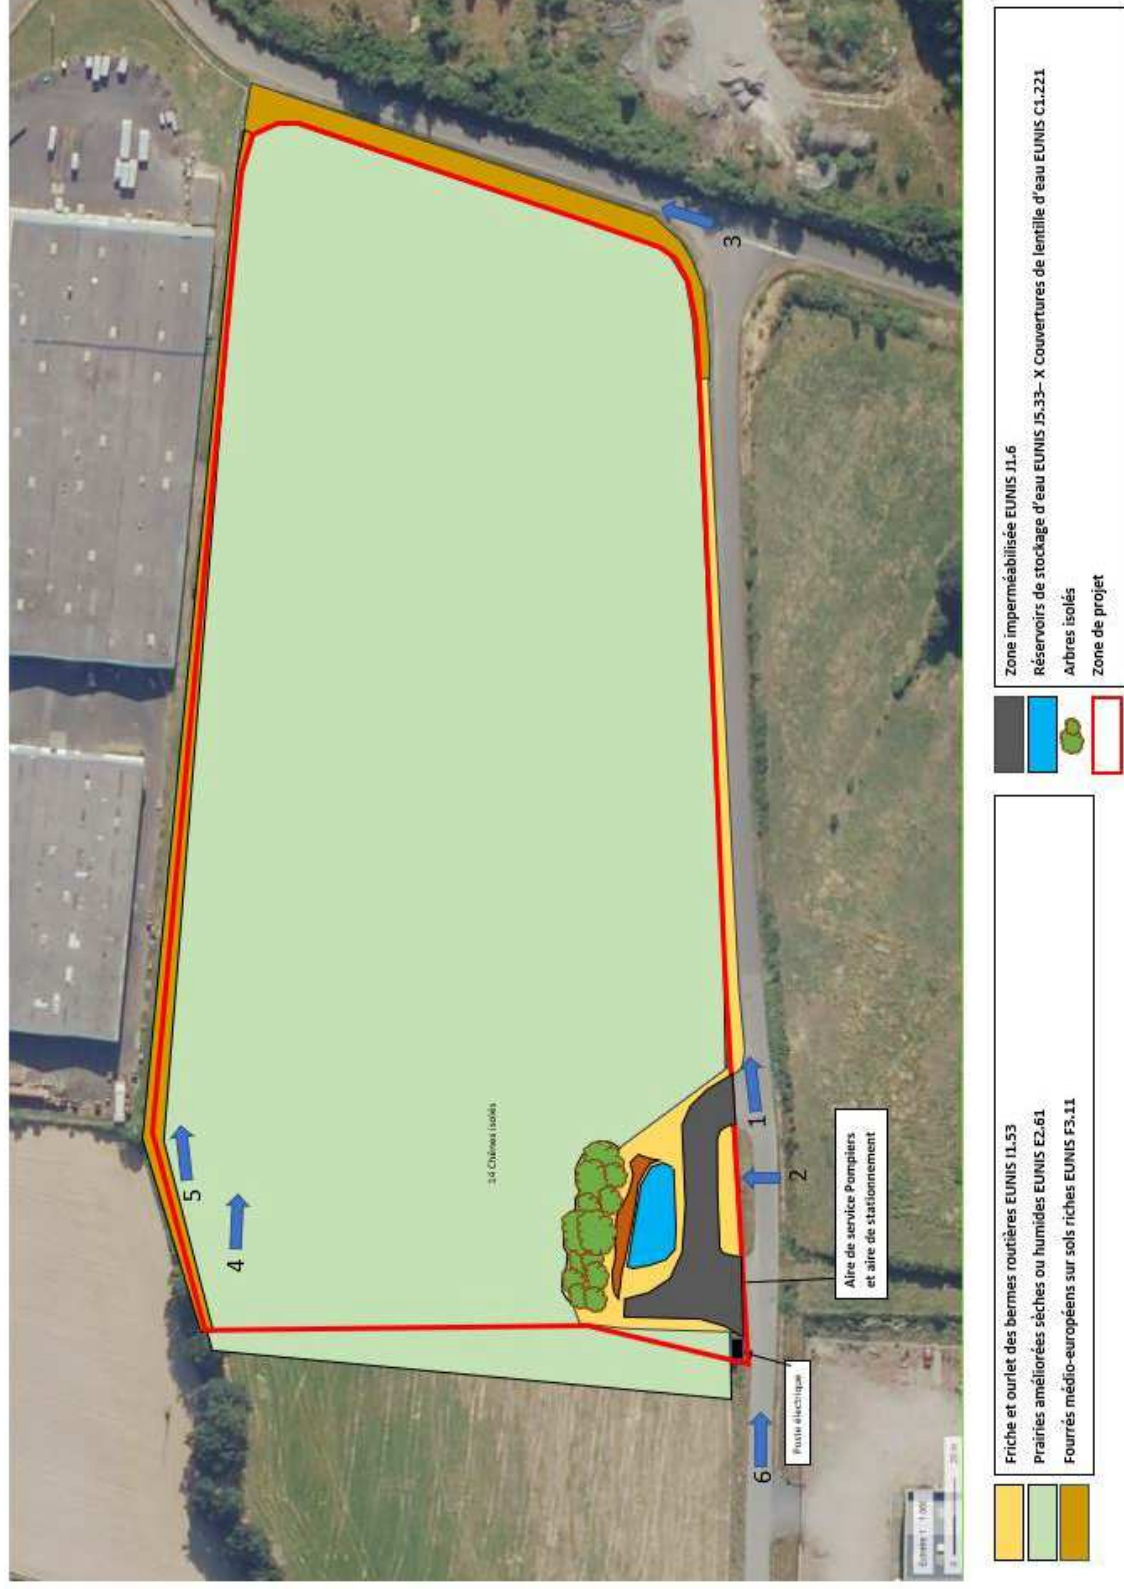 5
4
14 Chênes isolés
3
1
2
6
Aire de service Pompiers
et aire de stationnement
Poste électrique
20 m
Friche et ourlet des bermes routières EUNIS I1.53
Prairies améliorées sèches ou humides EUNIS E2.61
Fourrés médio-européens sur sols riches EUNIS F3.11
Zone imperméabilisée EUNIS J1.6
Réservoirs de stockage d'eau EUNIS J5.33– X Couvertures de lentille d'eau EUNIS C1.221
Arbres isolés
Zone de projet